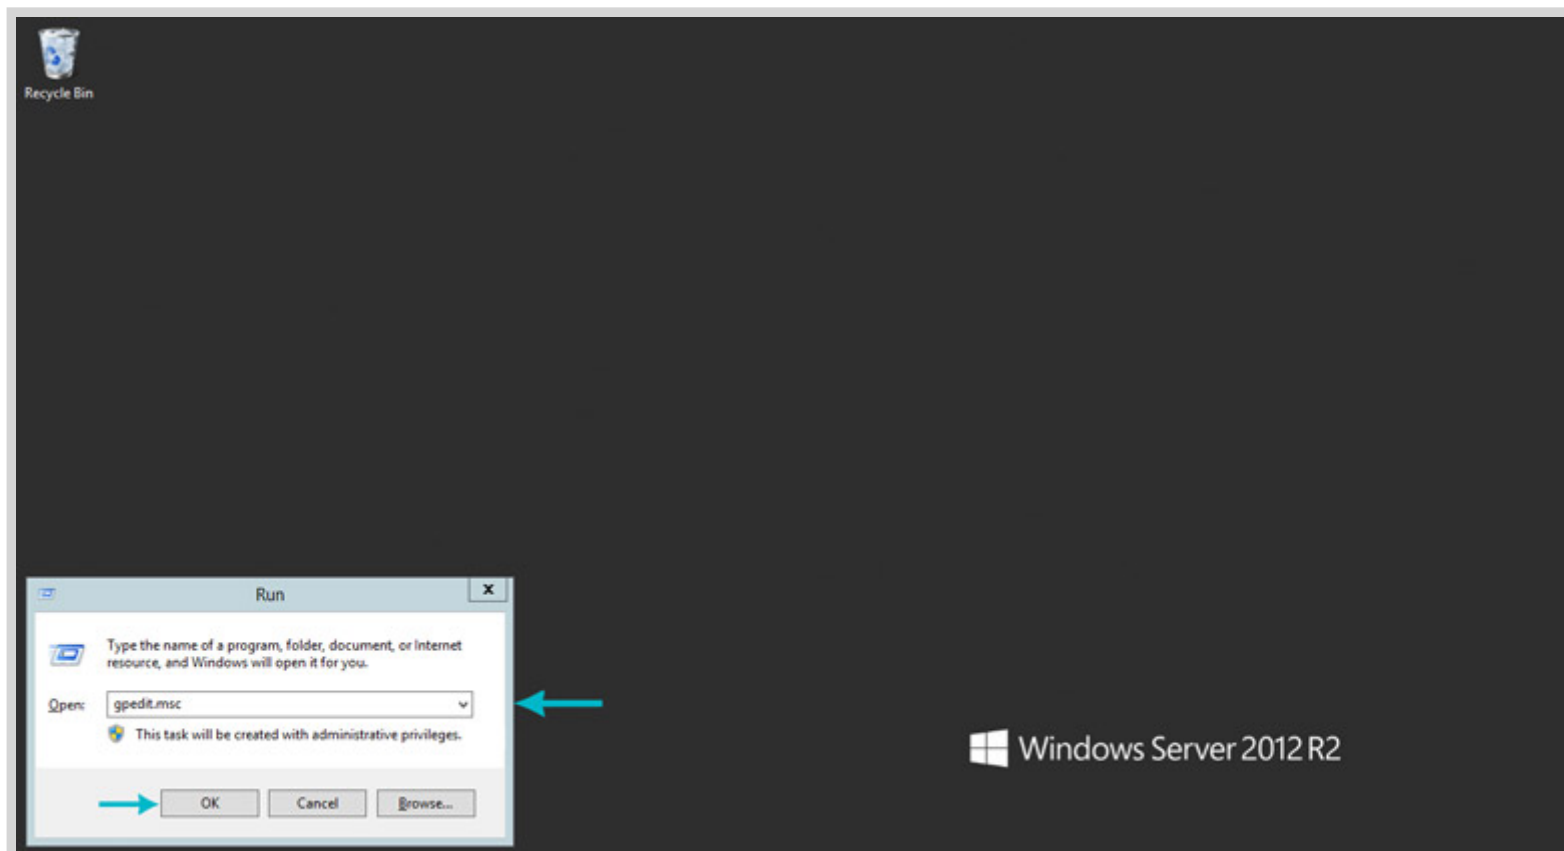 Recycle Bin
Run
x
Type the name of a program, folder, document, or Internet
resource, and Windows will open it for you.
Open:
gpedit.msc
This task will be created with administrative privileges.
OK
Cancel
Browse...
Windows Server 2012 R2